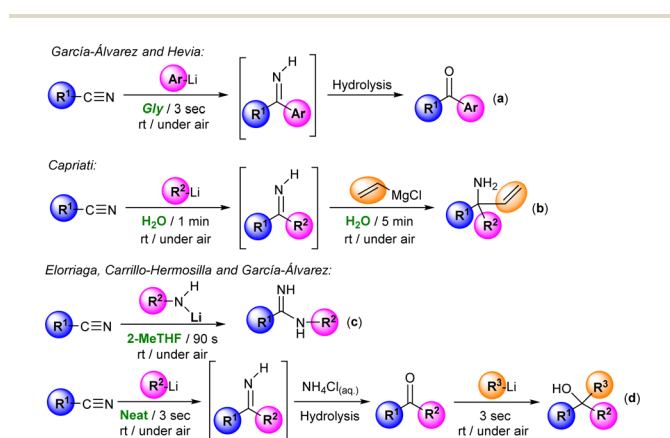 García-Álvarez and Hevia:
R¹–C≡N
Ar-Li
Gly / 3 sec
rt / under air
N H
R¹ Ar
Hydrolysis
O
R¹ Ar
(a)
Capriati:
R¹–C≡N
R²-Li
H₂O / 1 min
rt / under air
N H
R¹ R²
MgCl
H₂O / 5 min
rt / under air
NH₂
R¹ R²
(b)
Elorriaga, Carrillo-Hermosilla and García-Álvarez:
R¹–C≡N
R² N H
Li
2-MeTHF / 90 s
rt / under air
NH
R¹ N R²
H
(c)
R¹–C≡N
R²-Li
Neat / 3 sec
rt / under air
N H
R¹ R²
NH₄Cl(aq.)
Hydrolysis
O
R¹ R²
R³-Li
3 sec
rt / under air
HO R³
R¹ R²
(d)